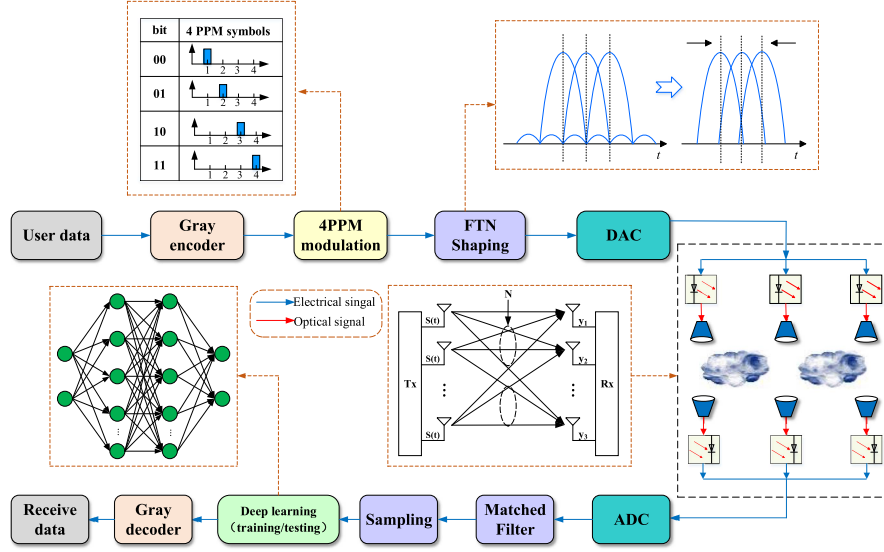 bit 4 PPM symbols
00
1 2 3 4
01
1 2 3 4
10
1 2 3 4
11
1 2 3 4
t
t
User data
Gray
encoder
4PPM
modulation
FTN
Shaping
DAC
Electrical singal
Optical signal
N
Tx
S(t)
S(t)
⋮
S(t)
y1
y2
⋮
y3
Rx
Receive
data
Gray
decoder
Deep learning
(training/testing)
Sampling
Matched
Filter
ADC